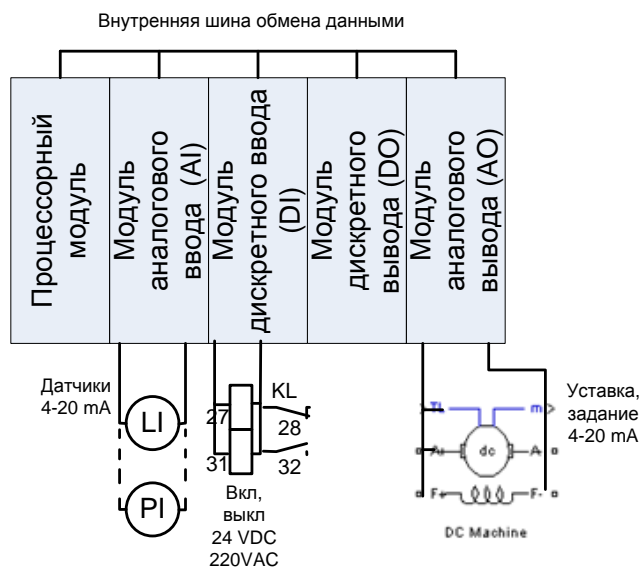 Внутренняя шина обмена данными
Процессорный
модуль
Модуль
аналогового
ввода (AI)
Модуль
дискретного ввода
(DI)
Модуль
дискретного
вывода (DO)
Модуль
аналогового
вывода (AO)
Датчики
4-20 mA
LI
PI
KL
27
28
31
32
Вкл,
выкл
24 VDC
220VAC
TL
m
A+
dc
A-
F+
F-
DC Machine
Уставка,
задание
4-20 mA